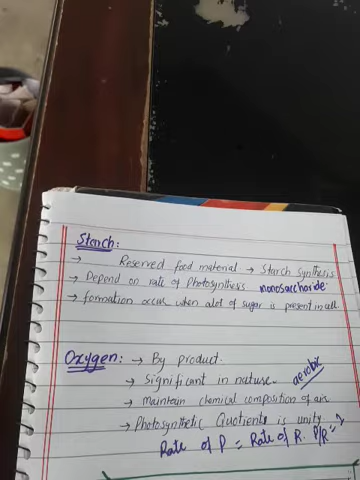 Starch:
→ Reserved food material → Starch synthesis
→ Depend on rate of Photosynthesis monosaccharide.
→ formation occur when alot of sugar is present in cell.
Oxygen: → By product.
→ Significant in nature. aerobic
→ maintain chemical composition of air
→ Photosynthetic Quotient is unity.
Rate of P = Rate of R. P/R =